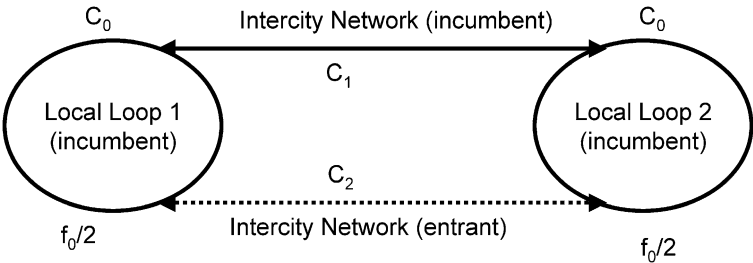 C₀
Intercity Network (incumbent)
C₀
C₁
Local Loop 1
(incumbent)
Local Loop 2
(incumbent)
C₂
Intercity Network (entrant)
f₀/2
f₀/2